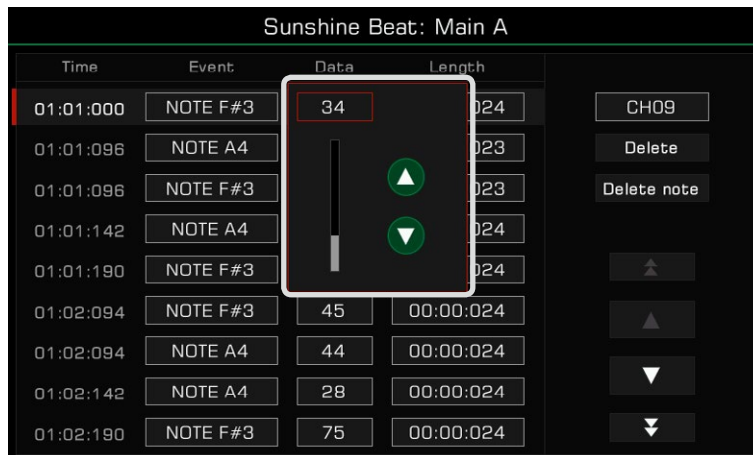 Sunshine Beat: Main A
Time Event Data Length
01:01:000 NOTE F#3 34 024 CH09
01:01:096 NOTE A4 023 Delete
01:01:096 NOTE F#3 023 Delete note
01:01:142 NOTE A4 024
01:01:190 NOTE F#3 024
01:02:094 NOTE F#3 45 00:00:024
01:02:094 NOTE A4 44 00:00:024
01:02:142 NOTE A4 28 00:00:024
01:02:190 NOTE F#3 75 00:00:024